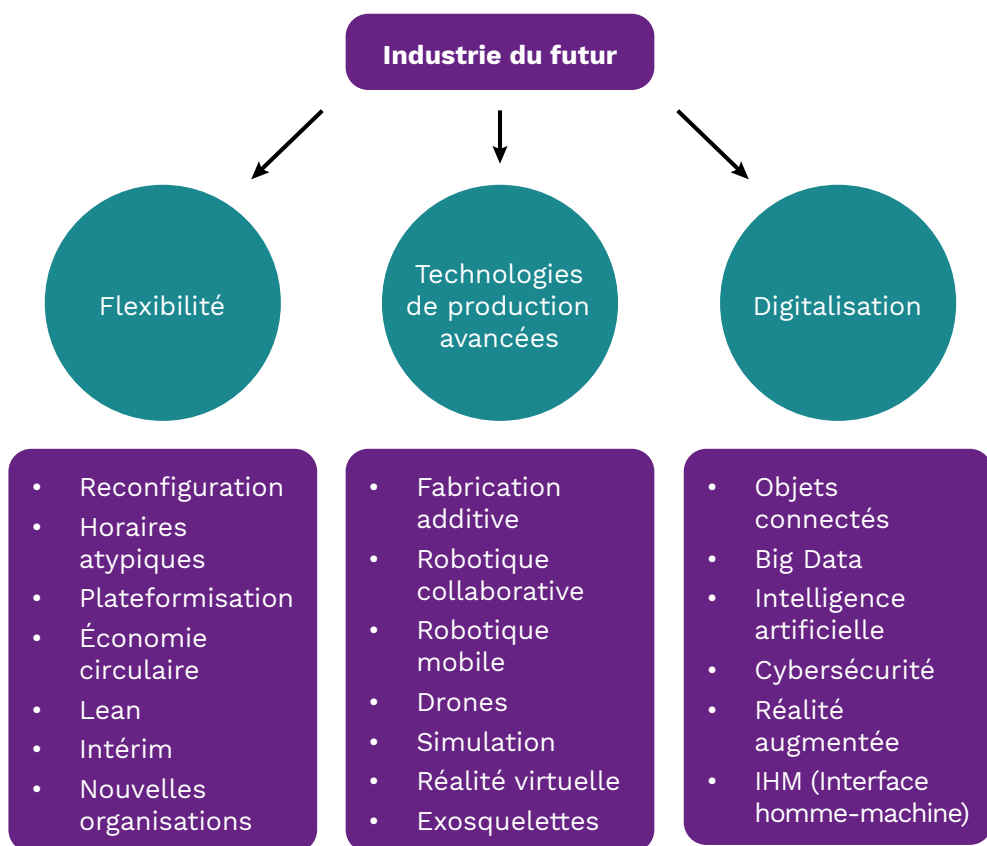 Industrie du futur
Flexibilité
Technologies
de production
avancées
Digitalisation
• Reconfiguration
• Horaires
atypiques
• Plateformisation
• Économie
circulaire
• Lean
• Intérim
• Nouvelles
organisations
• Fabrication
additive
• Robotique
collaborative
• Robotique
mobile
• Drones
• Simulation
• Réalité virtuelle
• Exosquelettes
• Objets
connectés
• Big Data
• Intelligence
artificielle
• Cybersécurité
• Réalité
augmentée
• IHM (Interface
homme-machine)